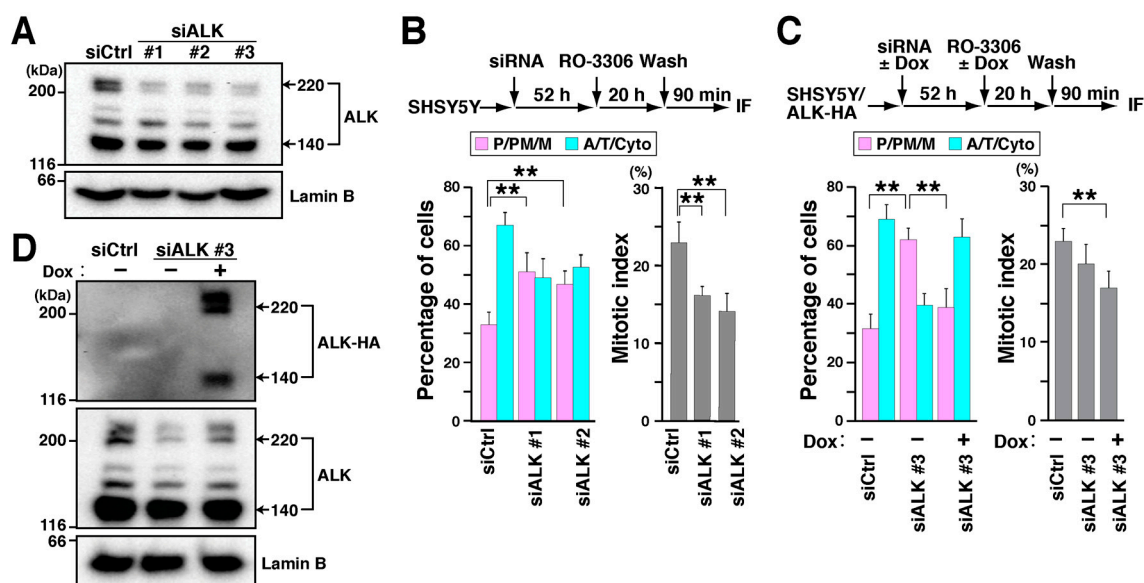 A
siALK
siCtrl #1 #2 #3
(kDa)
200
116
66
220
ALK
140
Lamin B
B
siRNA RO-3306 Wash
SHSY5Y 52 h 20 h 90 min IF
P/PM/M A/T/Cyto
Percentage of cells
80
60
40
20
0
** **
siCtrl
siALK #1
siALK #2
(%)
Mitotic index
30
20
10
0
** **
siCtrl
siALK #1
siALK #2
C
siRNA RO-3306
± Dox ± Dox Wash
SHSY5Y/
ALK-HA 52 h 20 h 90 min IF
P/PM/M A/T/Cyto
Percentage of cells
80
60
40
20
0
** **
Dox: − − +
siCtrl
siALK #3
siALK #3
(%)
Mitotic index
30
20
10
0
**
Dox: − − +
siCtrl
siALK #3
siALK #3
D
siCtrl siALK #3
Dox : − − +
(kDa)
200
116
220
ALK-HA
140
200
116
220
ALK
140
66
Lamin B